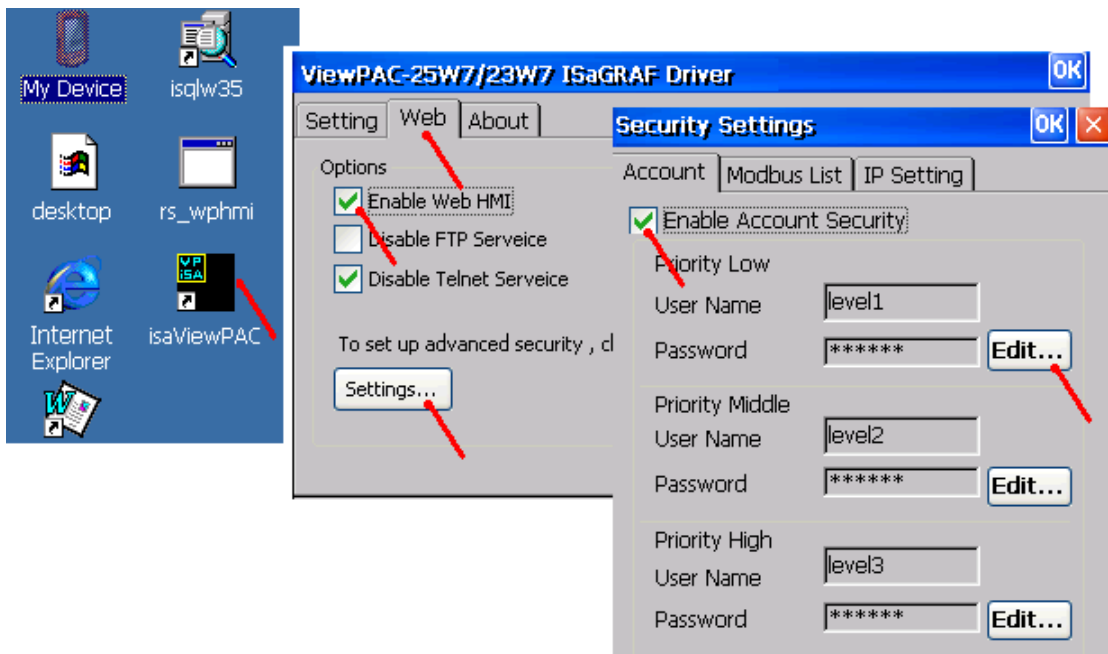 My Device
isqlw35
desktop
rs_wphmi
VP
iSA
Internet
Explorer
isaViewPAC
ViewPAC-25W7/23W7 ISaGRAF Driver
OK
Setting
Web
About
Options
Enable Web HMI
Disable FTP Serveice
Disable Telnet Serveice
To set up advanced security , cl
Settings...
Security Settings
OK
Account
Modbus List
IP Setting
Enable Account Security
Priority Low
User Name
level1
Password
******
Edit...
Priority Middle
User Name
level2
Password
******
Edit...
Priority High
User Name
level3
Password
******
Edit...